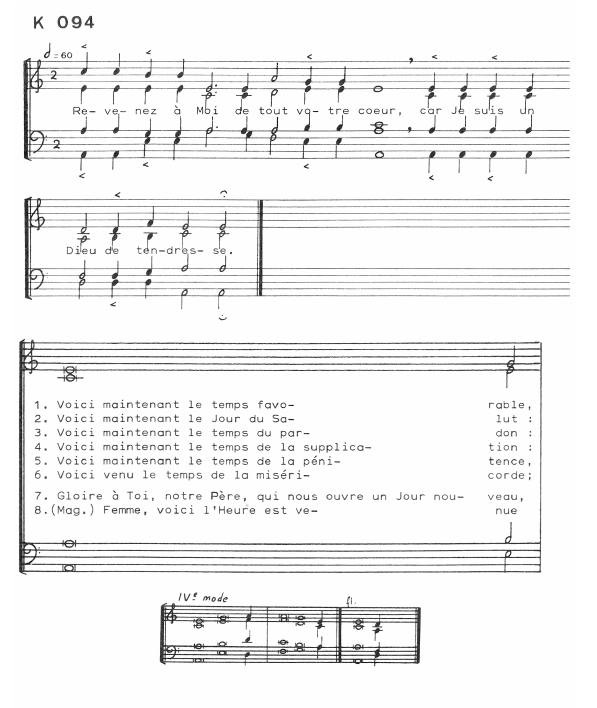 K 094
= 60
Re- ve- nez à Moi de tout vo- tre coeur, car Je suis un
Dieu de ten-dres- se.
1. Voici maintenant le temps favo- rable,
2. Voici maintenant le Jour du Sa- lut :
3. Voici maintenant le temps du par- don :
4. Voici maintenant le temps de la supplica- tion :
5. Voici maintenant le temps de la péni- tence,
6. Voici venu le temps de la miséri- corde;
7. Gloire à Toi, notre Père, qui nous ouvre un Jour nou- veau,
8.(Mag.) Femme, voici l'Heure est ve- nue
IVe mode fl.